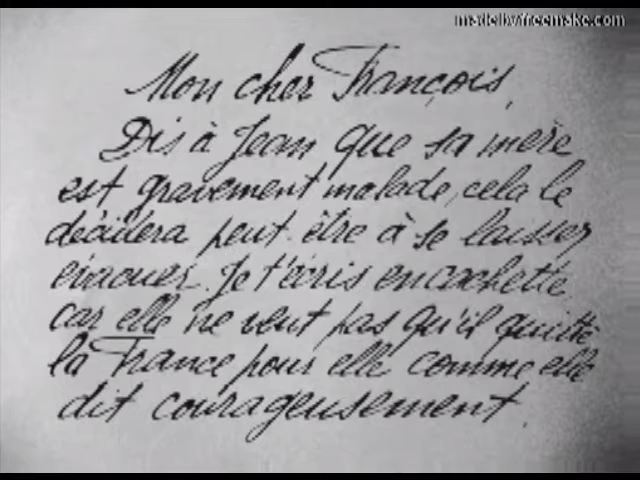 madebyfreemake.com
Mon cher François,
Dis à Jean que sa mère
est gravement malade, cela le
décidera peut-être à se laisser
évacuer. Je t'écris en cachette
car elle ne veut pas qu'il quitte
la France pour elle comme elle
dit courageusement.